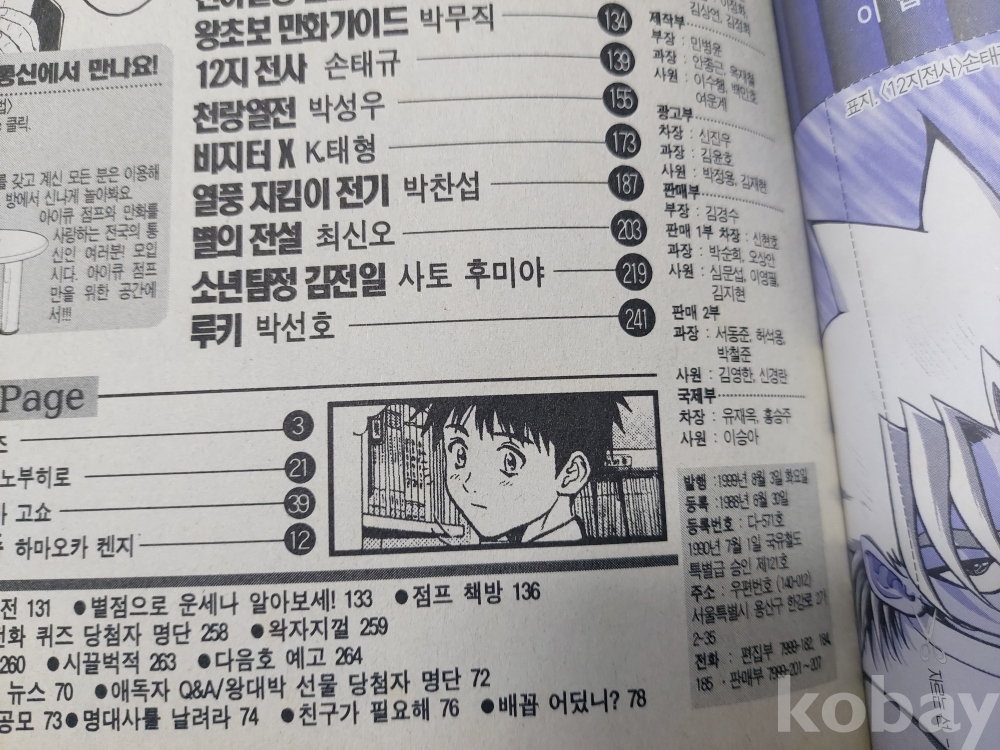 왕초보 만화가이드 박무직 134
12지 전사 손태규 139
천랑열전 박성우 155
비지터 X K.태형 173
열풍 지킴이 전기 박찬섭 187
별의 전설 최신오 203
소년탐정 김전일 사토 후미야 219
루키 박선호 241
통신에서 만나요!
클릭.
갖고 계신 모든 분은 이용해
방에서 신나게 놀아봐요
아이큐 점프와 만화를
사랑하는 전국의 통
신인 여러분! 모입
시다. 아이큐 점프
만을 위한 공간에
서!!!
Page
즈 3
노부히로 21
고쇼 39
하마오카 켄지 12
전 131 ●별점으로 운세나 알아보세! 133 ●점프 책방 136
퀴즈 당첨자 명단 258 ●왁자지껄 259
260 ●시끌벅적 263 ●다음호 예고 264
뉴스 70 ●애독자 Q&A/왕대박 선물 당첨자 명단 72
공모 73●명대사를 날려라 74 ●친구가 필요해 76 ●배꼽 어딨니? 78
김상연, 김정희
제작부
부장 : 민병윤
과장 : 안종근,
사원 : 이수행, 백인호
여운계
광고부
차장 : 신진우
과장 : 김윤호
사원 : 박정용, 김재현
판매부
부장 : 김경수
판매 1부 차장 : 신현호
과장 : 박순희, 오상안
사원 : 심문섭, 이영필,
김지현
판매 2부
과장 : 서동준, 허석용,
박철준
사원 : 김영한, 신경란
국제부
차장 : 유재옥, 홍승주
사원 : 이승아
발행 : 1999년 8월 3일 화요일
등록 : 1988년 6월 30일
등록번호 : 다-571호
1990년 7월 1일 국유철도
특별급 승인 제121호
주소 : 우편번호 (140-012)
서울특별시 용산구 한강로 2가
2-35
전화 : 편집부 7999-182, 184,
185 · 판매부 7999-201~207
표지, <12지전사>손태
kobay